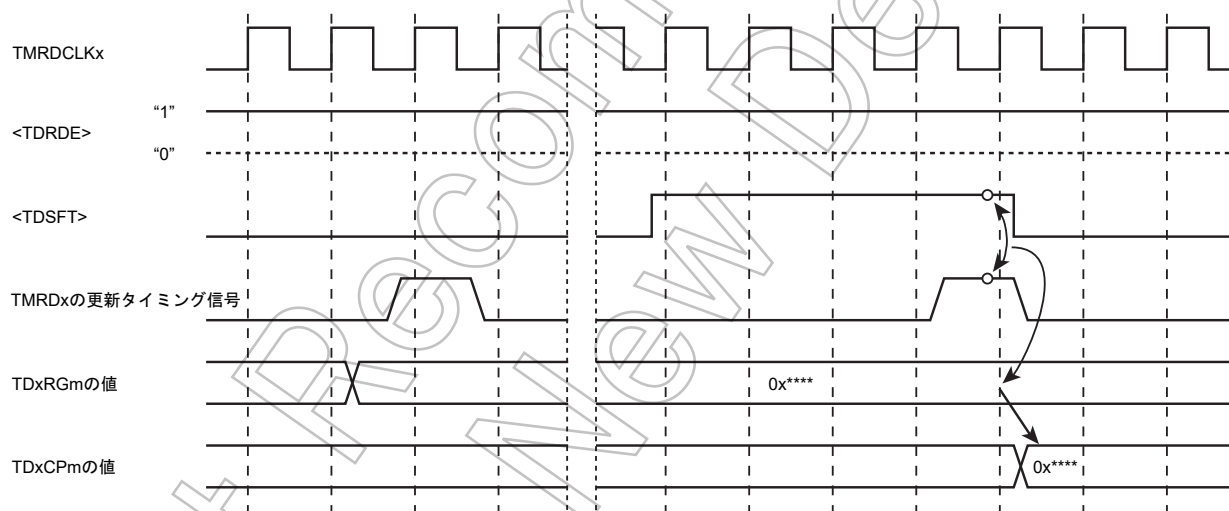 TMRDCLKx
“1”
<TDRDE>
“0”
<TDSFT>
TMRDxの更新タイミング信号
TDxRGmの値
0x****
TDxCPmの値
0x****